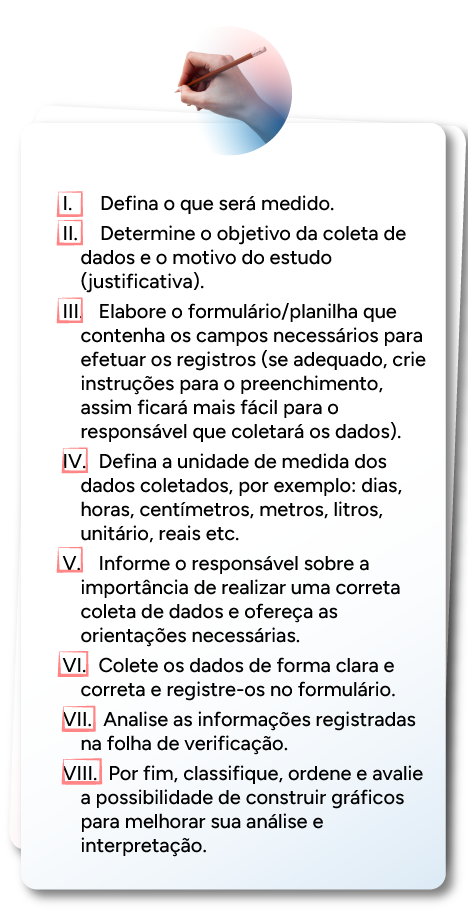 I. Defina o que será medido.
II. Determine o objetivo da coleta de
dados e o motivo do estudo
(justificativa).
III. Elabore o formulário/planilha que
contenha os campos necessários para
efetuar os registros (se adequado, crie
instruções para o preenchimento,
assim ficará mais fácil para o
responsável que coletará os dados).
IV. Defina a unidade de medida dos
dados coletados, por exemplo: dias,
horas, centímetros, metros, litros,
unitário, reais etc.
V. Informe o responsável sobre a
importância de realizar uma correta
coleta de dados e ofereça as
orientações necessárias.
VI. Colete os dados de forma clara e
correta e registre-os no formulário.
VII. Analise as informações registradas
na folha de verificação.
VIII. Por fim, classifique, ordene e avalie
a possibilidade de construir gráficos
para melhorar sua análise e
interpretação.